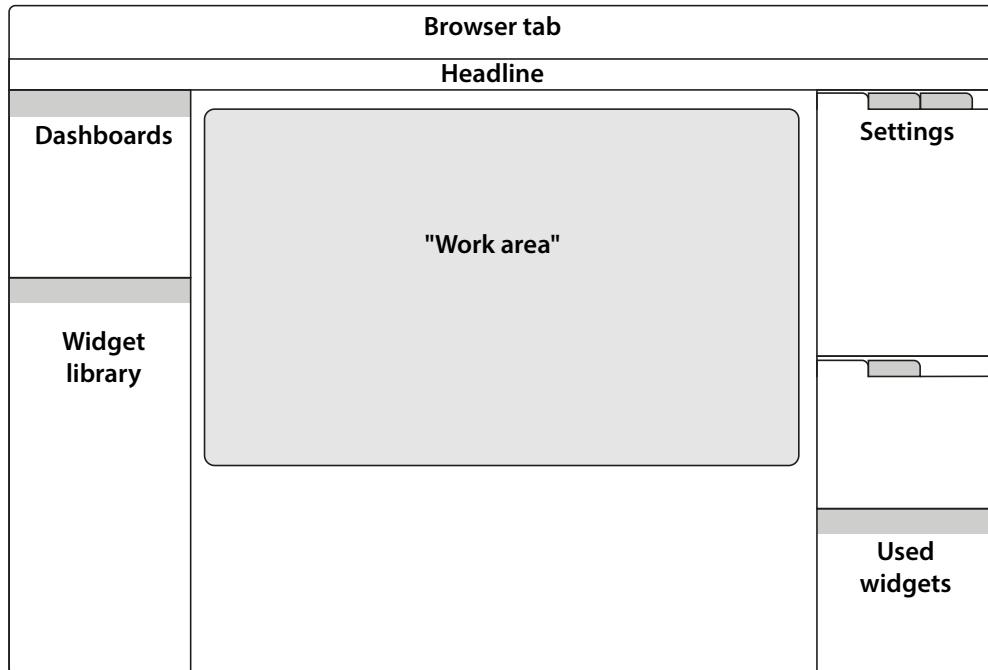 Browser tab
Headline
Dashboards
Settings
"Work area"
Widget
library
Used
widgets